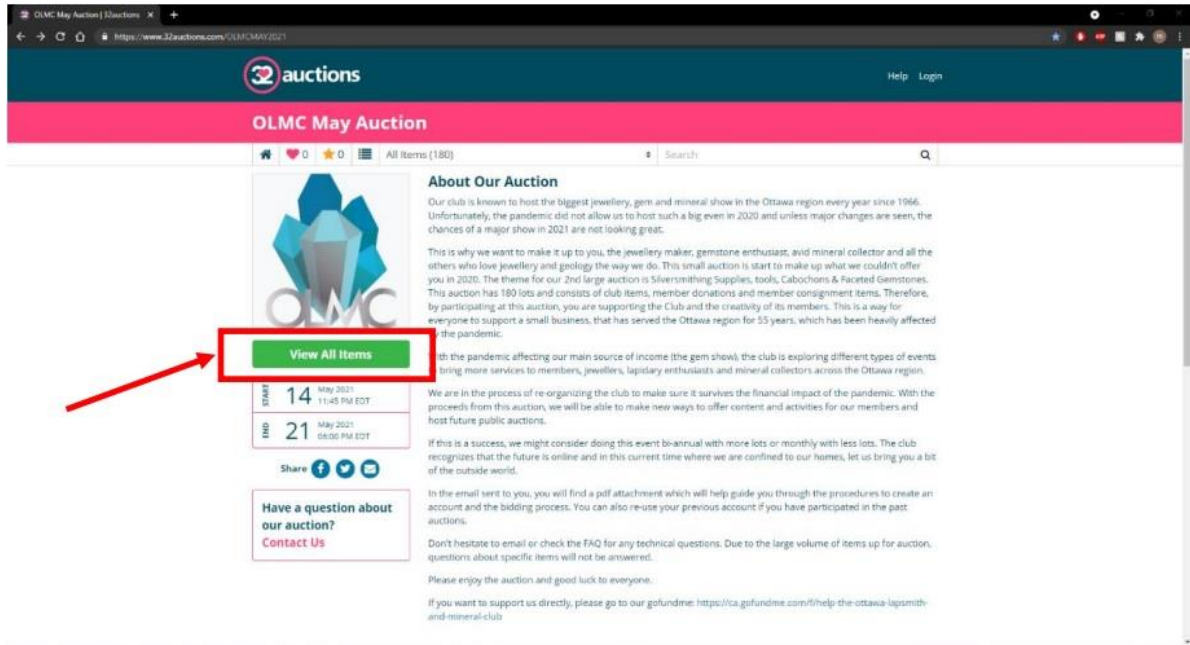 OLMC May Auction | 32auctions
https://www.32auctions.com/OLMCMAY2021
32 auctions
Help Login
OLMC May Auction
0 0 All Items (180) Search
About Our Auction
Our club is known to host the biggest jewellery, gem and mineral show in the Ottawa region every year since 1966.
Unfortunately, the pandemic did not allow us to host such a big even in 2020 and unless major changes are seen, the
chances of a major show in 2021 are not looking great.
This is why we want to make it up to you, the jewellery maker, gemstone enthusiast, avid mineral collector and all the
others who love jewellery and geology the way we do. This small auction is start to make up what we couldn't offer
you in 2020. The theme for our 2nd large auction is Silversmithing Supplies, tools, Cabochons & Faceted Gemstones.
This auction has 180 lots and consists of club items, member donations and member consignment items. Therefore,
by participating at this auction, you are supporting the Club and the creativity of its members. This is a way for
everyone to support a small business, that has served the Ottawa region for 55 years, which has been heavily affected
by the pandemic.
With the pandemic affecting our main source of income (the gem show), the club is exploring different types of events
to bring more services to members, jewellers, lapidary enthusiasts and mineral collectors across the Ottawa region.
We are in the process of re-organizing the club to make sure it survives the financial impact of the pandemic. With the
proceeds from this auction, we will be able to make new ways to offer content and activities for our members and
host future public auctions.
If this is a success, we might consider doing this event bi-annual with more lots or monthly with less lots. The club
recognizes that the future is online and in this current time where we are confined to our homes, let us bring you a bit
of the outside world.
In the email sent to you, you will find a pdf attachment which will help guide you through the procedures to create an
account and the bidding process. You can also re-use your previous account if you have participated in the past
auctions.
Don't hesitate to email or check the FAQ for any technical questions. Due to the large volume of items up for auction,
questions about specific items will not be answered.
Please enjoy the auction and good luck to everyone.
If you want to support us directly, please go to our gofundme: https://ca.gofundme.com/f/help-the-ottawa-lapsmith-
and-mineral-club
OLMC
View All Items
START 14 May 2021
11:45 PM EDT
END 21 May 2021
06:00 PM EDT
Share
Have a question about
our auction?
Contact Us